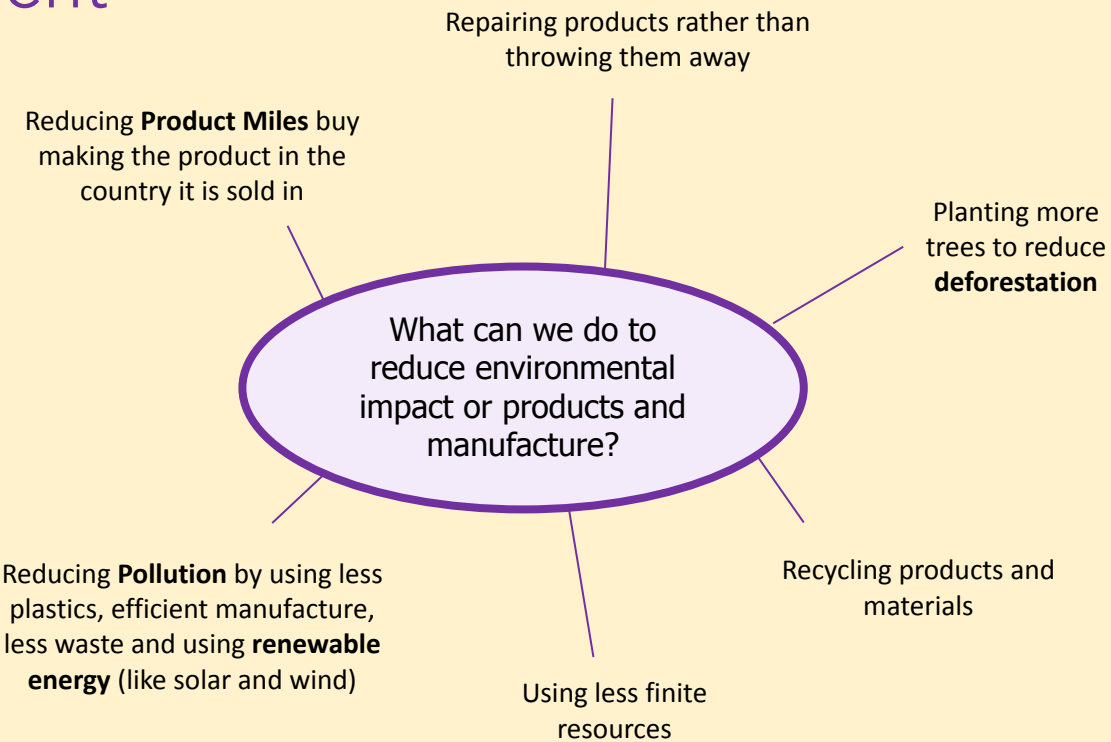 Repairing products rather than
throwing them away
Reducing Product Miles buy
making the product in the
country it is sold in
Planting more
trees to reduce
deforestation
What can we do to
reduce environmental
impact or products and
manufacture?
Reducing Pollution by using less
plastics, efficient manufacture,
less waste and using renewable
energy (like solar and wind)
Recycling products and
materials
Using less finite
resources